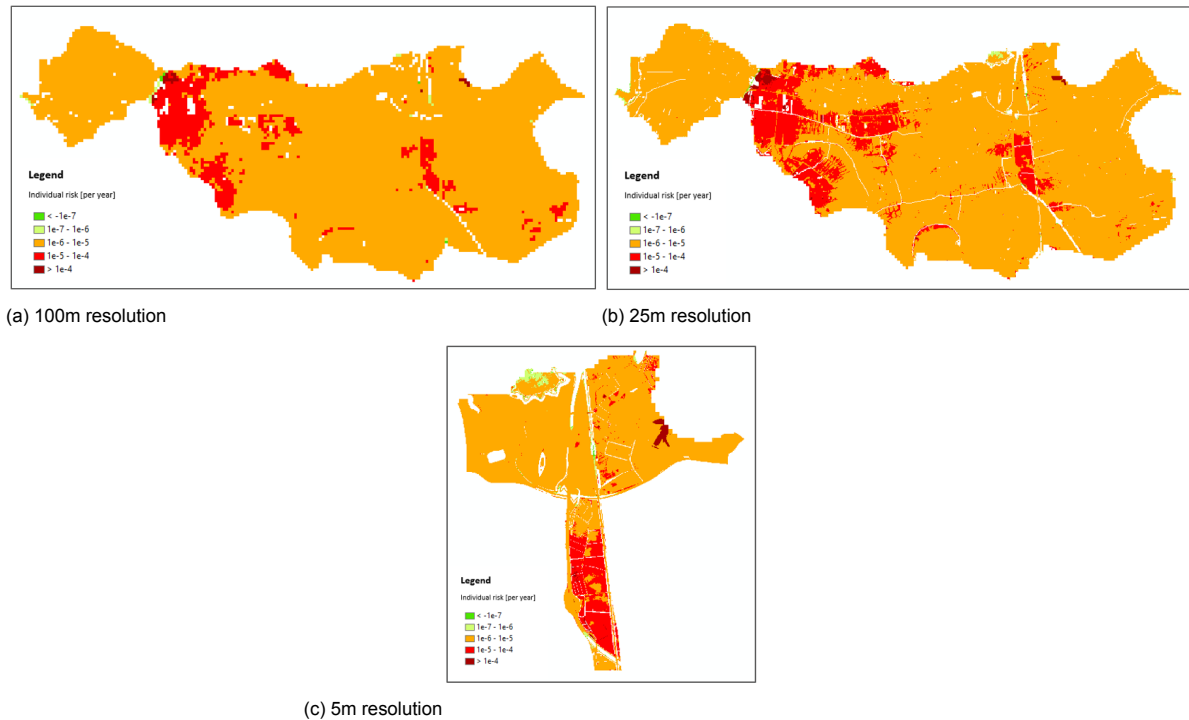 Legend
Individual risk [per year]
< -1e-7
1e-7 - 1e-6
1e-6 - 1e-5
1e-5 - 1e-4
> 1e-4
(a) 100m resolution
Legend
Individual risk [per year]
< -1e-7
1e-7 - 1e-6
1e-6 - 1e-5
1e-5 - 1e-4
> 1e-4
(b) 25m resolution
Legend
Individual risk [per year]
< -1e-7
1e-7 - 1e-6
1e-6 - 1e-5
1e-5 - 1e-4
> 1e-4
(c) 5m resolution